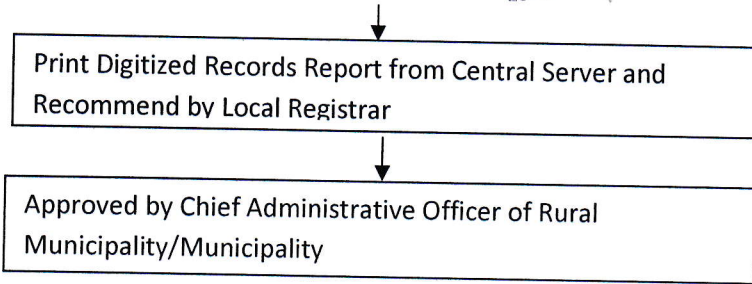 Print Digitized Records Report from Central Server and
Recommend by Local Registrar
Approved by Chief Administrative Officer of Rural
Municipality/Municipality